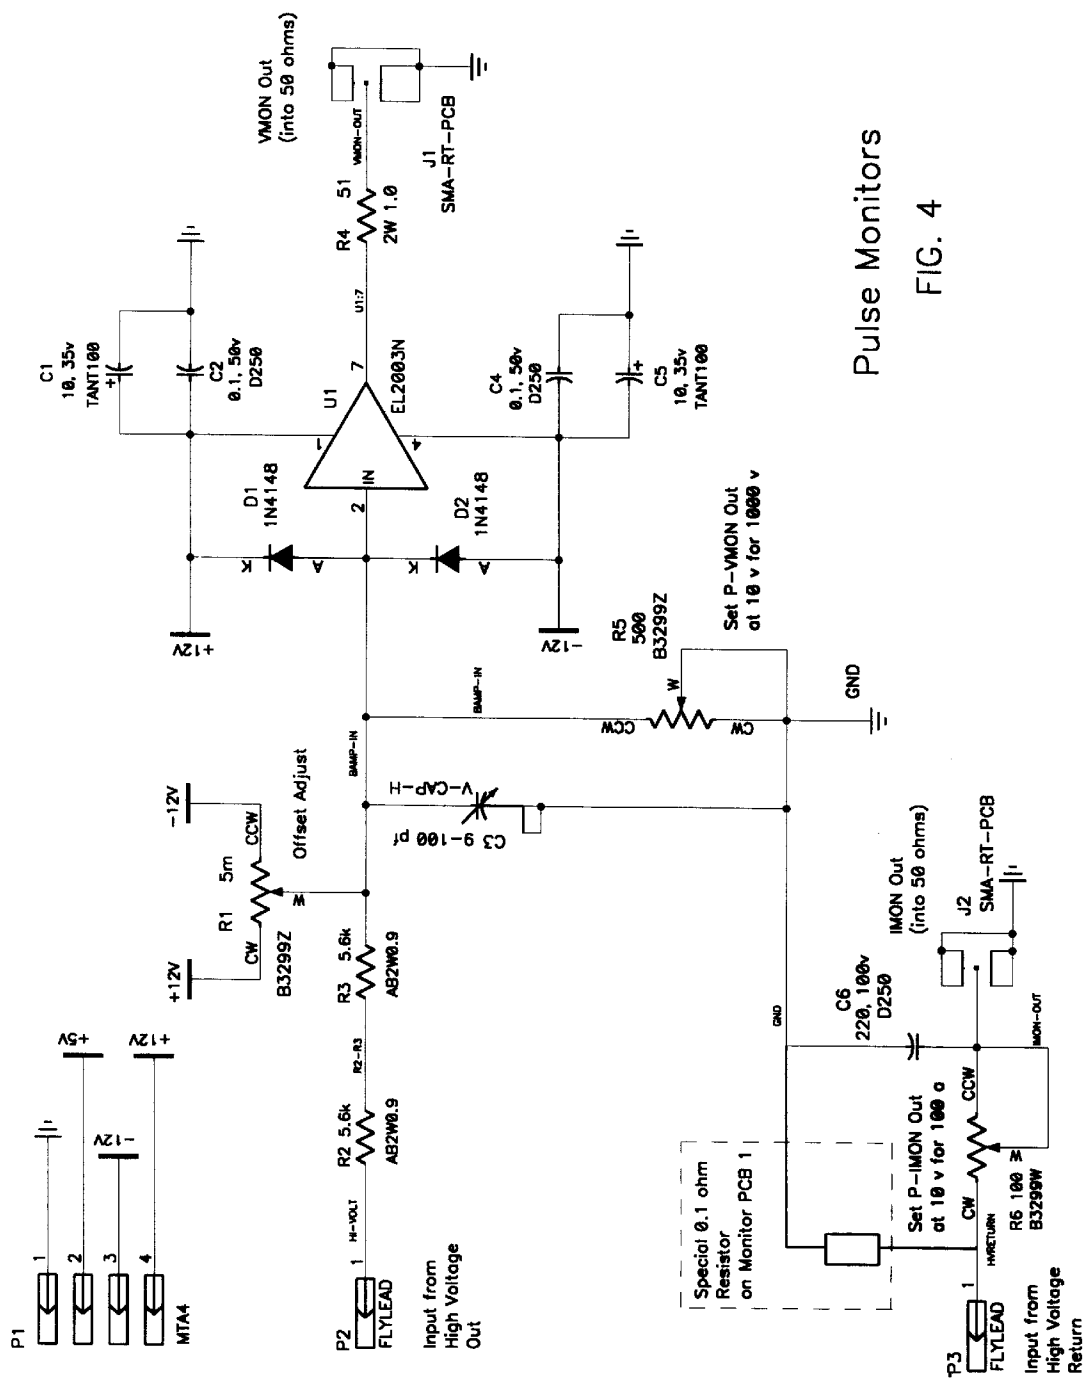 P1
1
2
3
4
MTA4
+5V
-12V
+12V
+12V
-12V
CW
CCW
R1
5m
B3299Z
W
Offset Adjust
P2
1
FLYLEAD
Input from
High Voltage
Out
HI-VOLT
R2 5.6k
AB2W0.9
R2-R3
R3 5.6k
AB2W0.9
BAMP-IN
V-CAP-H
C3 9-100 pf
BAMP-IN
CCW
W
CW
R5
500
B3299Z
Set P-VMON Out
at 10 v for 1000 v
GND
+12V
-12V
K
A
D1
1N4148
K
A
D2
1N4148
C1
10, 35v
TANT100
+
C2
0.1, 50v
D250
2
IN
1
4
7
U1
EL2003N
C4
0.1, 50v
D250
+
C5
10, 35v
TANT100
U1:7
R4
51
2W 1.0
VMON-OUT
VMON Out
(into 50 ohms)
J1
SMA-RT-PCB
Special 0.1 ohm
Resistor
on Monitor PCB 1
GND
C6
220, 100v
D250
P3
1
FLYLEAD
Input from
High Voltage
Return
HVRETURN
CW
CCW
W
R6 100
B3299W
Set P-IMON Out
at 10 v for 100 a
IMON-OUT
IMON Out
(into 50 ohms)
J2
SMA-RT-PCB
Pulse Monitors
FIG. 4